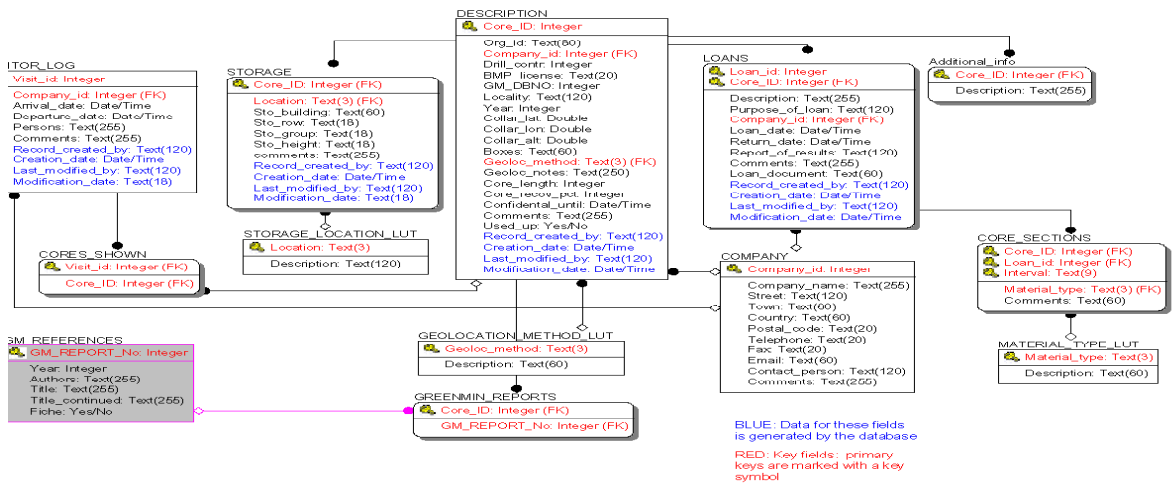 DESCRIPTION
Core_ID: Integer
Org_Id: Text(80)
Company_id: Integer (FK)
Drill_contr: Integer
BMP_license: Text(20)
GM_DBNO: Integer
Locality: Text(120)
Year: Integer
Collar_lat: Double
Collar_lon: Double
Collar_alt: Double
Boxes: Text(60)
Geoloc_method: Text(3) (FK)
Geoloc_notes: Text(250)
Core_length: Integer
Core_recov_pct: Integer
Confidental_until: Date/Time
Comments: Text(255)
Used_up: Yes/No
Record_created_by: Text(120)
Creation_date: Date/Time
Last_modified_by: Text(120)
Modification_date: Date/Time
ITOR_LOG
Visit_id: Integer
Company_id: Integer (FK)
Arrival_date: Date/Time
Departure_date: Date/Time
Persons: Text(255)
Comments: Text(255)
Record_created_by: Text(120)
Creation_date: Date/Time
Last_modified_by: Text(120)
Modification_date: Text(18)
STORAGE
Core_ID: Integer (FK)
Location: Text(3) (FK)
Sto_building: Text(60)
Sto_row: Text(18)
Sto_group: Text(18)
Sto_height: Text(18)
comments: Text(255)
Record_created_by: Text(120)
Creation_date: Date/Time
Last_modified_by: Text(120)
Modification_date: Text(18)
LOANS
Loan_id: Integer
Core_ID: Integer (FK)
Description: Text(255)
Purpose_of_loan: Text(120)
Company_id: Integer (FK)
Loan_date: Date/Time
Return_date: Date/Time
Report_of_results: Text(120)
Comments: Text(255)
Loan_document: Text(60)
Record_created_by: Text(120)
Creation_date: Date/Time
Last_modified_by: Text(120)
Modification_date: Date/Time
Additional_info
Core_ID: Integer (FK)
Description: Text(255)
STORAGE_LOCATION_LUT
Location: Text(3)
Description: Text(120)
CORES_SHOWN
Visit_id: Integer (FK)
Core_ID: Integer (FK)
COMPANY
Company_id: Integer
Company_name: Text(255)
Street: Text(120)
Town: Text(60)
Country: Text(60)
Postal_code: Text(20)
Telephone: Text(20)
Fax: Text(20)
Email: Text(60)
Contact_person: Text(120)
Comments: Text(255)
CORE_SECTIONS
Core_ID: Integer (FK)
Loan_id: Integer (FK)
Interval: Text(9)
Material_type: Text(3) (FK)
Comments: Text(60)
MATERIAL_TYPE_LUT
Material_type: Text(3)
Description: Text(60)
GM_REFERENCES
GM_REPORT_No: Integer
Year: Integer
Authors: Text(255)
Title: Text(255)
Title_continued: Text(255)
Fiche: Yes/No
GEOLOCATION_METHOD_LUT
Geoloc_method: Text(3)
Description: Text(60)
GREENMIN_REPORTS
Core_ID: Integer (FK)
GM_REPORT_No: Integer (FK)
BLUE: Data for these fields
is generated by the database
RED: Key fields: primary
keys are marked with a key
symbol